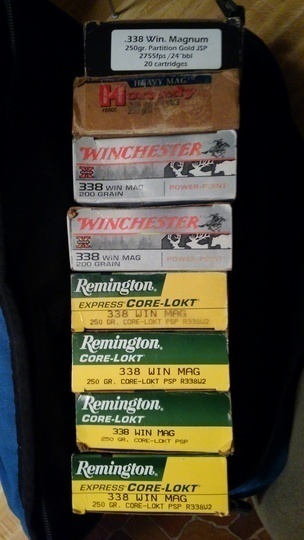 .338 Win. Magnum
250gr. Partition Gold JSP
2755fps/24"bbl
20 cartridges
HEAVY MAG
Hornady
WINCHESTER
338 WIN MAG
200 GRAIN
POWER-POINT
WINCHESTER
338 WIN MAG
200 GRAIN
POWER-POINT
Remington
EXPRESS CORE-LOKT
338 WIN MAG
250 GR. CORE-LOKT PSP R338W2
Remington
CORE-LOKT
338 WIN MAG
250 GR. CORE-LOKT PSP R338W2
Remington
CORE-LOKT
338 WIN MAG
250 GR. CORE-LOKT PSP
Remington
EXPRESS CORE-LOKT
338 WIN MAG
250 GR. CORE-LOKT PSP R338W2